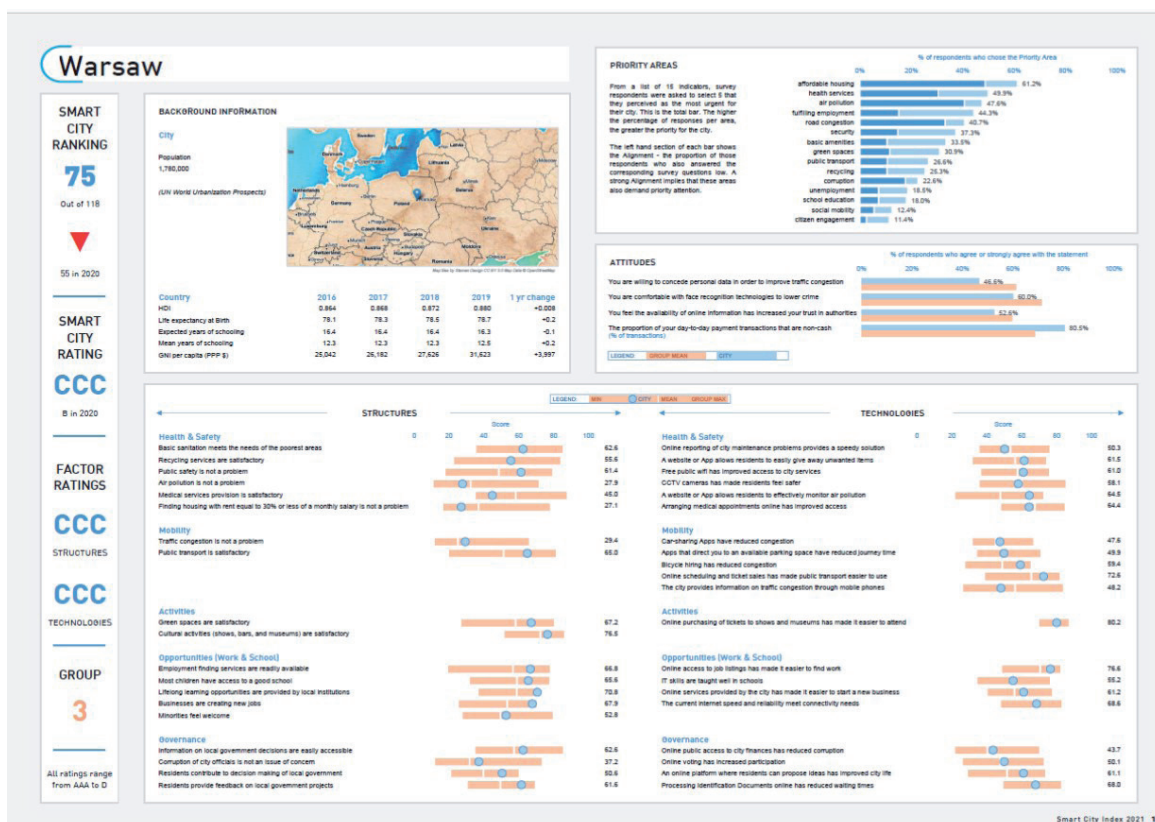 Warsaw
SMART
CITY
RANKING
75
Out of 118
55 in 2020
SMART
CITY
RATING
CCC
B in 2020
FACTOR
RATINGS
CCC
STRUCTURES
CCC
TECHNOLOGIES
GROUP
3
All ratings range
from AAA to D
BACKGROUND INFORMATION
City
Population
1,780,000
(UN World Urbanization Prospects)
Country 2016 2017 2018 2019 1 yr change
HDI 0.864 0.868 0.872 0.880 +0.008
Life expectancy at Birth 78.1 78.3 78.5 78.7 +0.2
Expected years of schooling 16.4 16.4 16.4 16.3 -0.1
Mean years of schooling 12.3 12.3 12.3 12.5 +0.2
GNI per capita (PPP $) 25,042 26,182 27,626 31,623 +3,997
PRIORITY AREAS
From a list of 15 indicators, survey
respondents were asked to select 5 that
they perceived as the most urgent for
their city. This is the total bar. The higher
the percentage of responses per area,
the greater the priority for the city.
The left hand section of each bar
shows the Alignment - the proportion of those
respondents who also answered the
corresponding survey questions low. A
strong Alignment implies that these areas
also demand priority attention.
% of respondents who chose the Priority Area
0% 20% 40% 60% 80% 100%
affordable housing 61.2%
health services 49.9%
air pollution 47.6%
fulfilling employment 44.3%
road congestion 40.7%
security 37.3%
basic amenities 33.5%
green spaces 30.9%
public transport 26.6%
recycling 25.3%
corruption 22.6%
unemployment 18.5%
school education 18.0%
social mobility 12.4%
citizen engagement 11.4%
ATTITUDES
% of respondents who agree or strongly agree with the statement
0% 20% 40% 60% 80% 100%
You are willing to concede personal data in order to improve traffic congestion 46.6%
You are comfortable with face recognition technologies to lower crime 60.0%
You feel the availability of online information has increased your trust in authorities 52.6%
The proportion of your day-to-day payment transactions that are non-cash 80.5%
(% of transactions)
LEGEND: GROUP MEAN CITY
LEGEND: MIN CITY MEAN GROUP MAX
STRUCTURES
Score
0 20 40 60 80 100
Health & Safety
Basic sanitation meets the needs of the poorest areas 62.6
Recycling services are satisfactory 55.6
Public safety is not a problem 61.4
Air pollution is not a problem 27.9
Medical services provision is satisfactory 45.0
Finding housing with rent equal to 30% or less of a monthly salary is not a problem 27.1
Mobility
Traffic congestion is not a problem 29.4
Public transport is satisfactory 65.0
Activities
Green spaces are satisfactory 67.2
Cultural activities (shows, bars, and museums) are satisfactory 76.5
Opportunities (Work & School)
Employment finding services are readily available 66.8
Most children have access to a good school 65.6
Lifelong learning opportunities are provided by local institutions 70.8
Businesses are creating new jobs 67.9
Minorities feel welcome 52.8
Governance
Information on local government decisions are easily accessible 62.6
Corruption of city officials is not an issue of concern 37.2
Residents contribute to decision making of local government 50.6
Residents provide feedback on local government projects 61.6
TECHNOLOGIES
Score
0 20 40 60 80 100
Health & Safety
Online reporting of city maintenance problems provides a speedy solution 50.3
A website or App allows residents to easily give away unwanted items 61.5
Free public wifi has improved access to city services 61.0
CCTV cameras has made residents feel safer 58.1
A website or App allows residents to effectively monitor air pollution 64.5
Arranging medical appointments online has improved access 64.4
Mobility
Car-sharing Apps have reduced congestion 47.6
Apps that direct you to an available parking space have reduced journey time 49.9
Bicycle hiring has reduced congestion 59.4
Online scheduling and ticket sales has made public transport easier to use 72.6
The city provides information on traffic congestion through mobile phones 48.2
Activities
Online purchasing of tickets to shows and museums has made it easier to attend 80.2
Opportunities (Work & School)
Online access to job listings has made it easier to find work 76.6
IT skills are taught well in schools 55.2
Online services provided by the city has made it easier to start a new business 61.2
The current internet speed and reliability meet connectivity needs 68.6
Governance
Online public access to city finances has reduced corruption 43.7
Online voting has increased participation 50.1
An online platform where residents can propose ideas has improved city life 61.1
Processing Identification Documents online has reduced waiting times 68.0
Smart City Index 2021